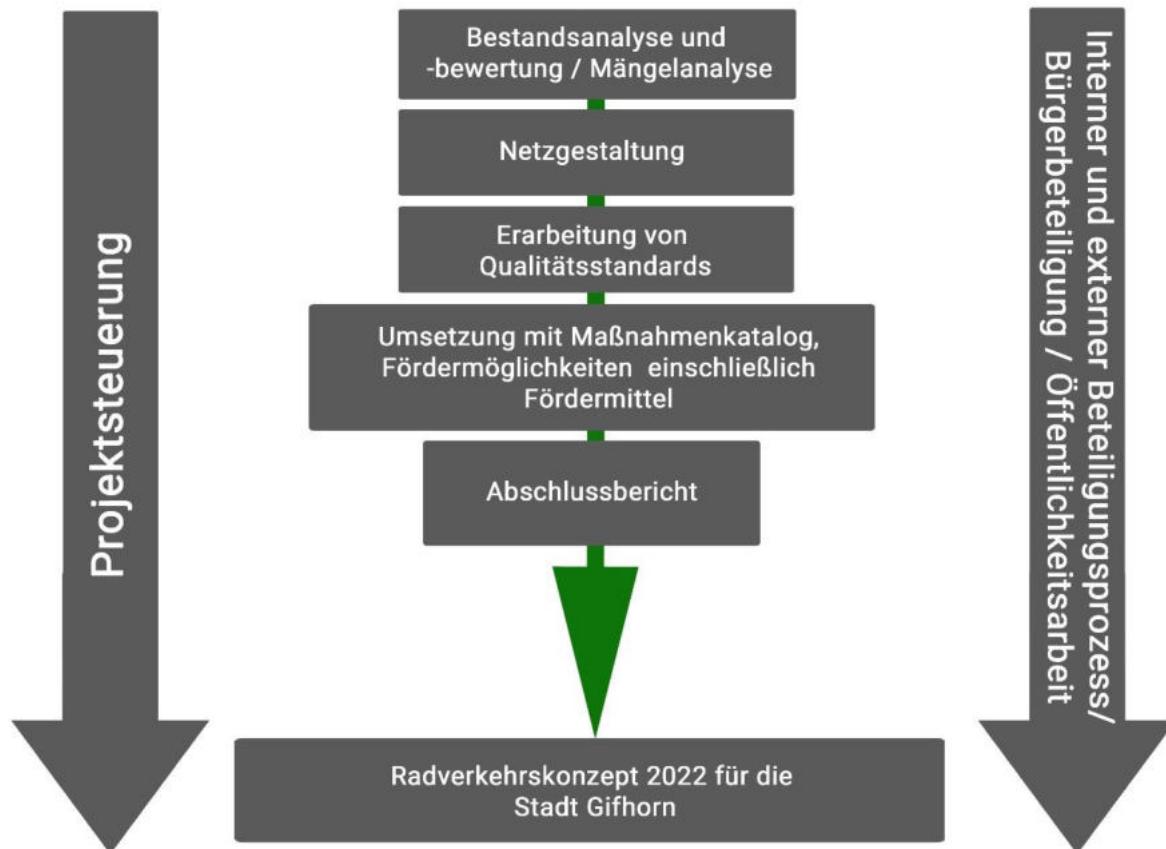 Projektsteuerung
Bestandsanalyse und
-bewertung / Mängelanalyse
Netzgestaltung
Erarbeitung von
Qualitätsstandards
Umsetzung mit Maßnahmenkatalog,
Fördermöglichkeiten einschließlich
Fördermittel
Abschlussbericht
Radverkehrskonzept 2022 für die
Stadt Gifhorn
Interner und externer Beteiligungsprozess/
Bürgerbeteiligung / Öffentlichkeitsarbeit